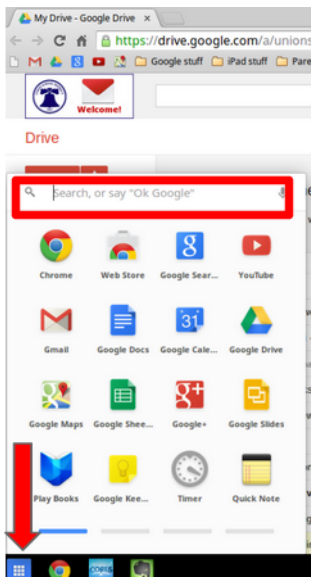 My Drive - Google Drive ×
https://drive.google.com/a/unions
Google stuff iPad stuff Pare
Welcome!
Drive
Search, or say "Ok Google"
8
Chrome Web Store Google Sear... YouTube
31
Gmail Google Docs Google Cale... Google Drive
g+
Google Maps Google Shee... Google+ Google Slides
Play Books Google Kee... Timer Quick Note